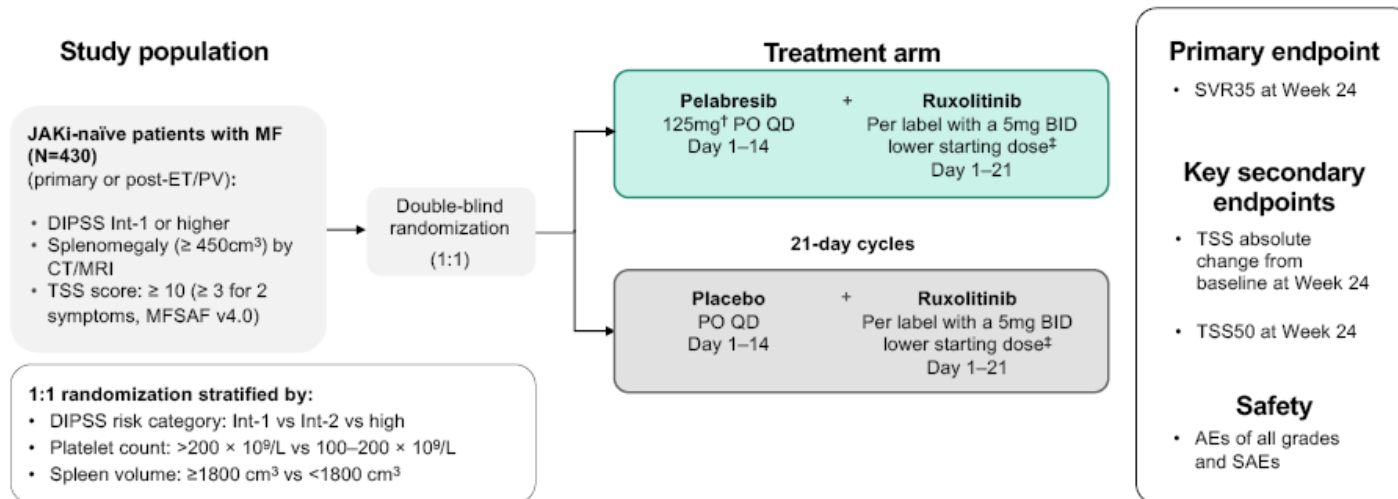 Study population
JAKi-naïve patients with MF
(N=430)
(primary or post-ET/PV):
• DIPSS Int-1 or higher
• Splenomegaly (≥ 450cm³) by
CT/MRI
• TSS score: ≥ 10 (≥ 3 for 2
symptoms, MFSAF v4.0)
1:1 randomization stratified by:
• DIPSS risk category: Int-1 vs Int-2 vs high
• Platelet count: >200 × 10⁹/L vs 100–200 × 10⁹/L
• Spleen volume: ≥1800 cm³ vs <1800 cm³
Double-blind
randomization
(1:1)
Treatment arm
Pelabresib + Ruxolitinib
125mg† PO QD Per label with a 5mg BID
Day 1–14 lower starting dose‡
Day 1–21
21-day cycles
Placebo + Ruxolitinib
PO QD Per label with a 5mg BID
Day 1–14 lower starting dose‡
Day 1–21
Primary endpoint
• SVR35 at Week 24
Key secondary
endpoints
• TSS absolute
change from
baseline at Week 24
• TSS50 at Week 24
Safety
• AEs of all grades
and SAEs